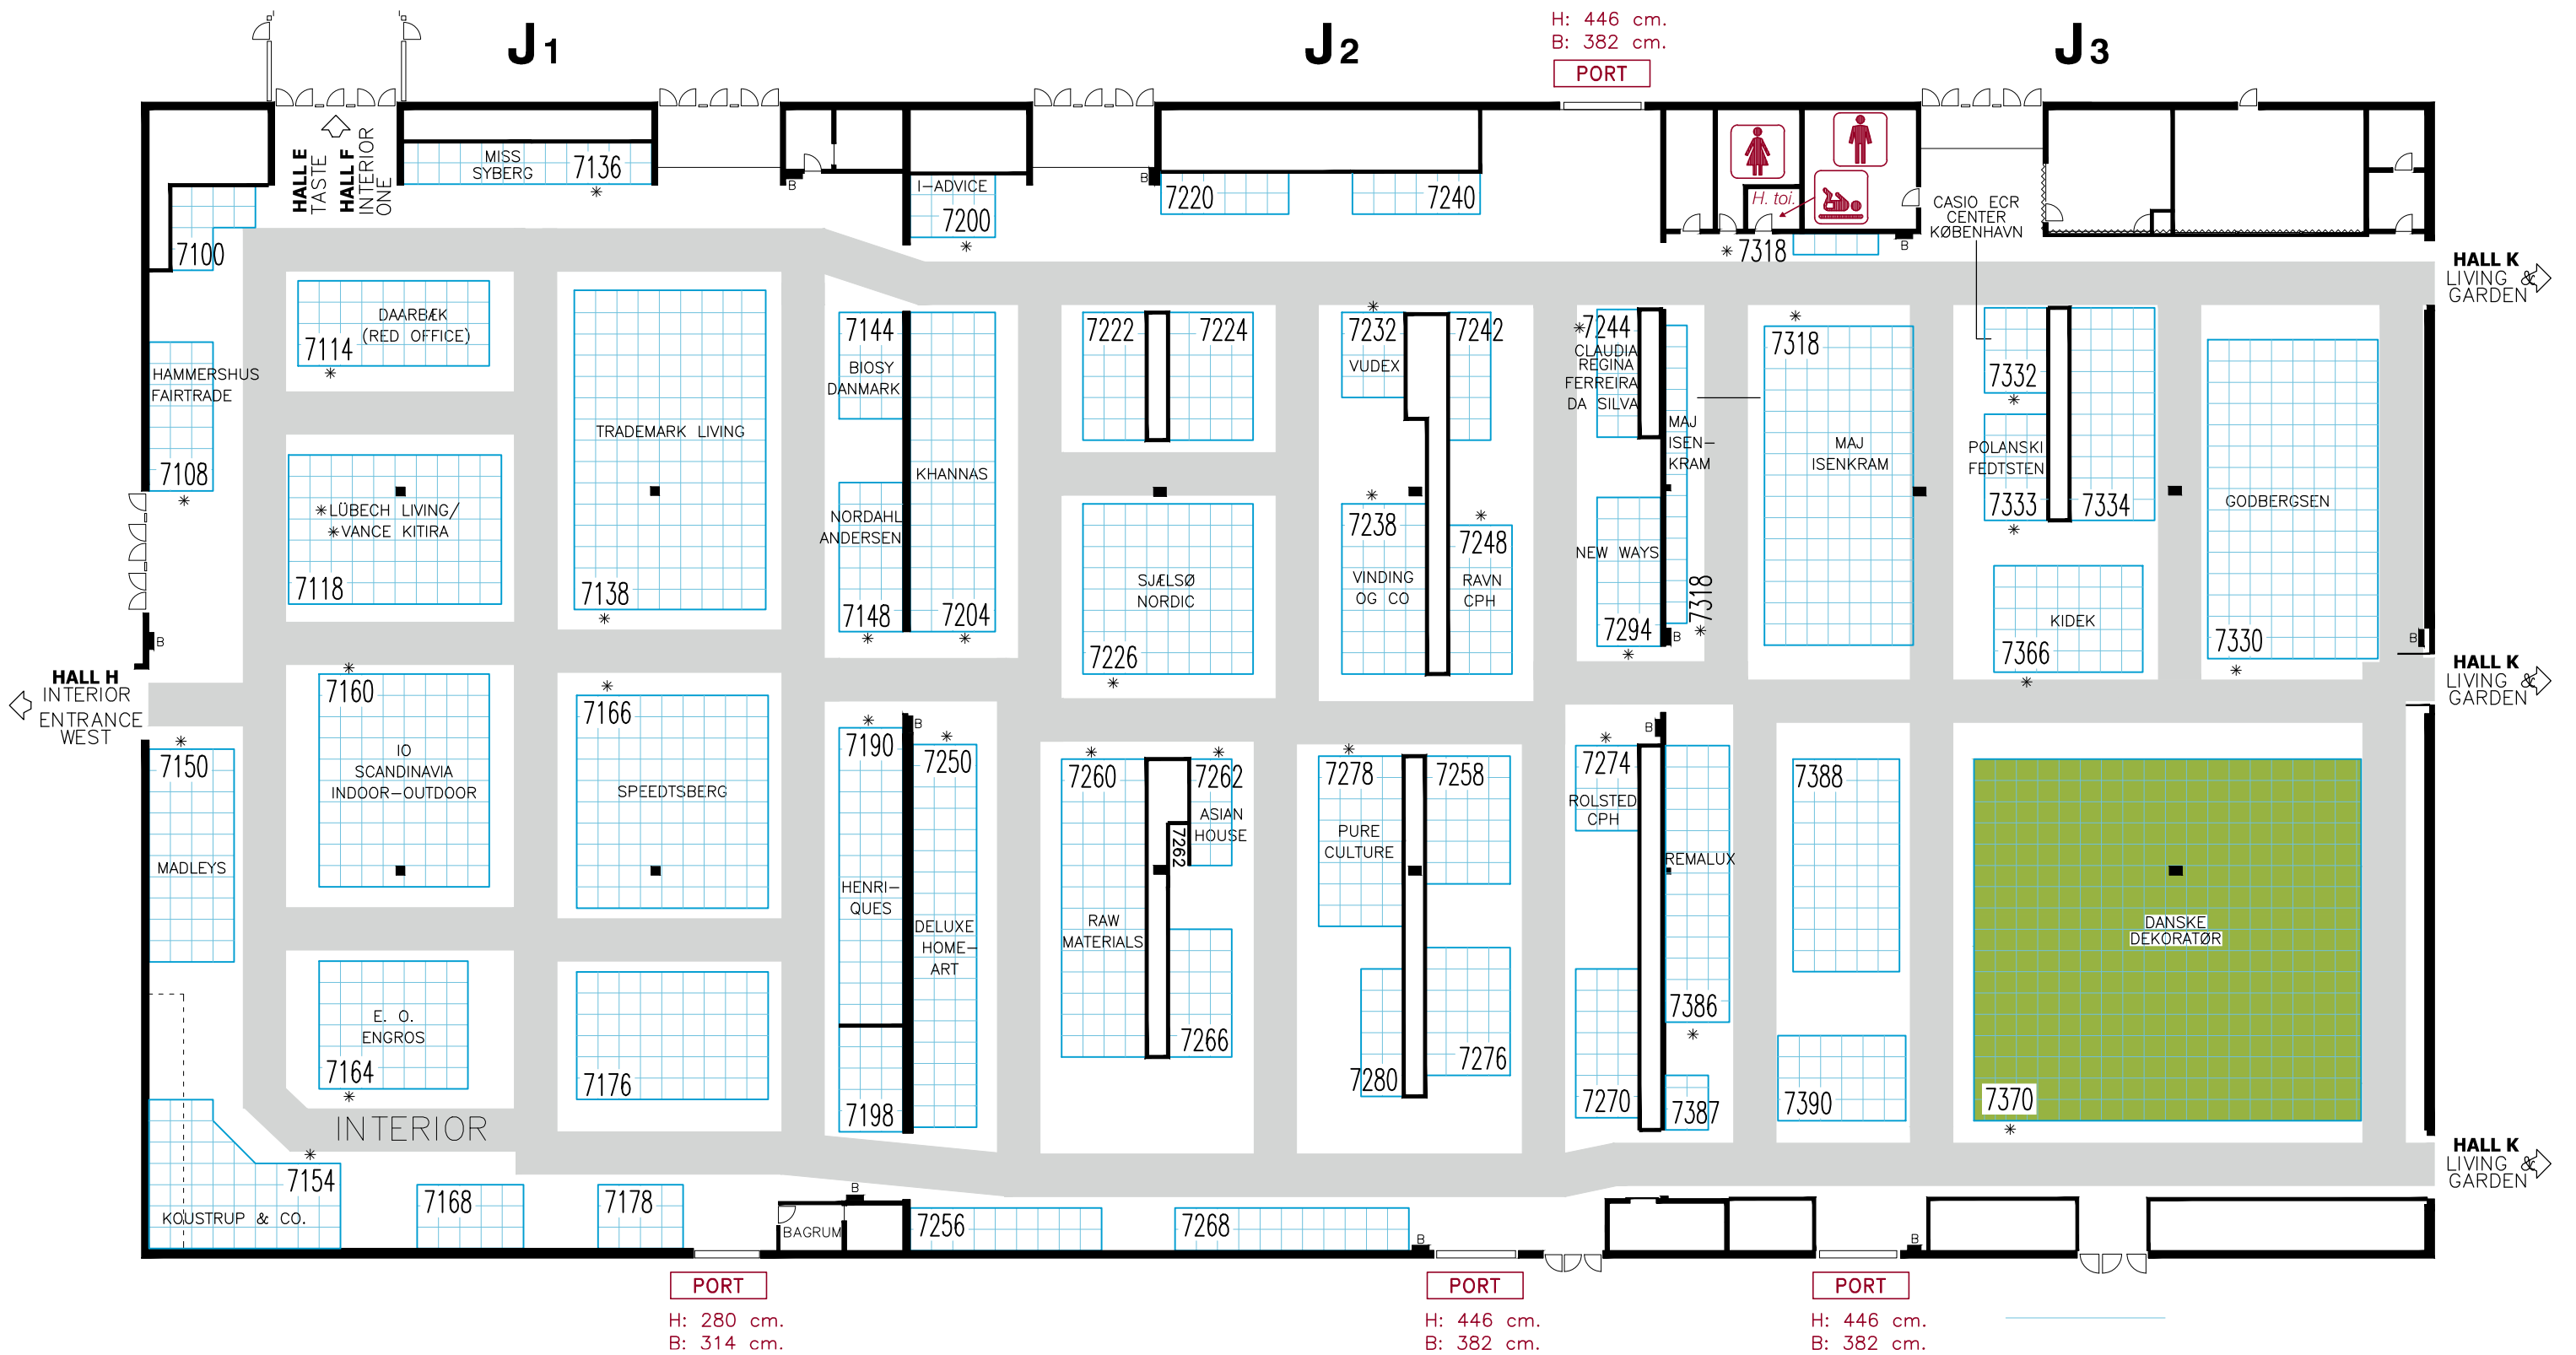 J1
J2
J3
H: 446 cm.
B: 382 cm.
PORT
HALL E
TASTE
HALL F
INTERIOR
ONE
MISS
SYBERG
7136
*
B
I-ADVICE
7200
*
B
7220
7240
H. toi.
* 7318
B
CASIO ECR
CENTER
KØBENHAVN
HALL K
LIVING &
GARDEN
7100
DAARBÆK
(RED OFFICE)
7114
*
HAMMERSHUS
FAIRTRADE
7108
*
*LÜBECH LIVING/
*VANCE KITIRA
7118
TRADEMARK LIVING
7138
*
7144
BIOSY
DANMARK
NORDAHL
ANDERSEN
7148
*
KHANNAS
7204
*
7222
7224
SJÆLSØ
NORDIC
7226
*
*
7232
VUDEX
7242
*
7238
VINDING
OG CO
*
7248
RAVN
CPH
*7244
CLAUDIA
REGINA
FERREIRA
DA SILVA
MAJ
ISEN-
KRAM
NEW WAYS
7294
*
B
* 7318
*
7318
MAJ
ISENKRAM
7332
*
POLANSKI
FEDTSTEN
7333
*
7334
KIDEK
7366
*
GODBERGSEN
7330
*
B
B
HALL H
INTERIOR
ENTRANCE
WEST
HALL K
LIVING &
GARDEN
*
7150
MADLEYS
*
7160
IO
SCANDINAVIA
INDOOR-OUTDOOR
*
7166
SPEEDTSBERG
*
7190
HENRI-
QUES
7198
B
*
7250
DELUXE
HOME-
ART
*
7260
RAW
MATERIALS
*
7262
ASIAN
HOUSE
7262
7266
*
7278
PURE
CULTURE
7258
7280
7276
*
7274
ROLSTED
CPH
B
REMALUX
7386
*
7270
7387
7388
7390
DANSKE
DEKORATØR
7370
*
E. O.
ENGROS
7164
*
7176
INTERIOR
*
7154
KOUSTRUP & CO.
7168
7178
B
BAGRUM
7256
7268
B
B
HALL K
LIVING &
GARDEN
PORT
H: 280 cm.
B: 314 cm.
PORT
H: 446 cm.
B: 382 cm.
PORT
H: 446 cm.
B: 382 cm.